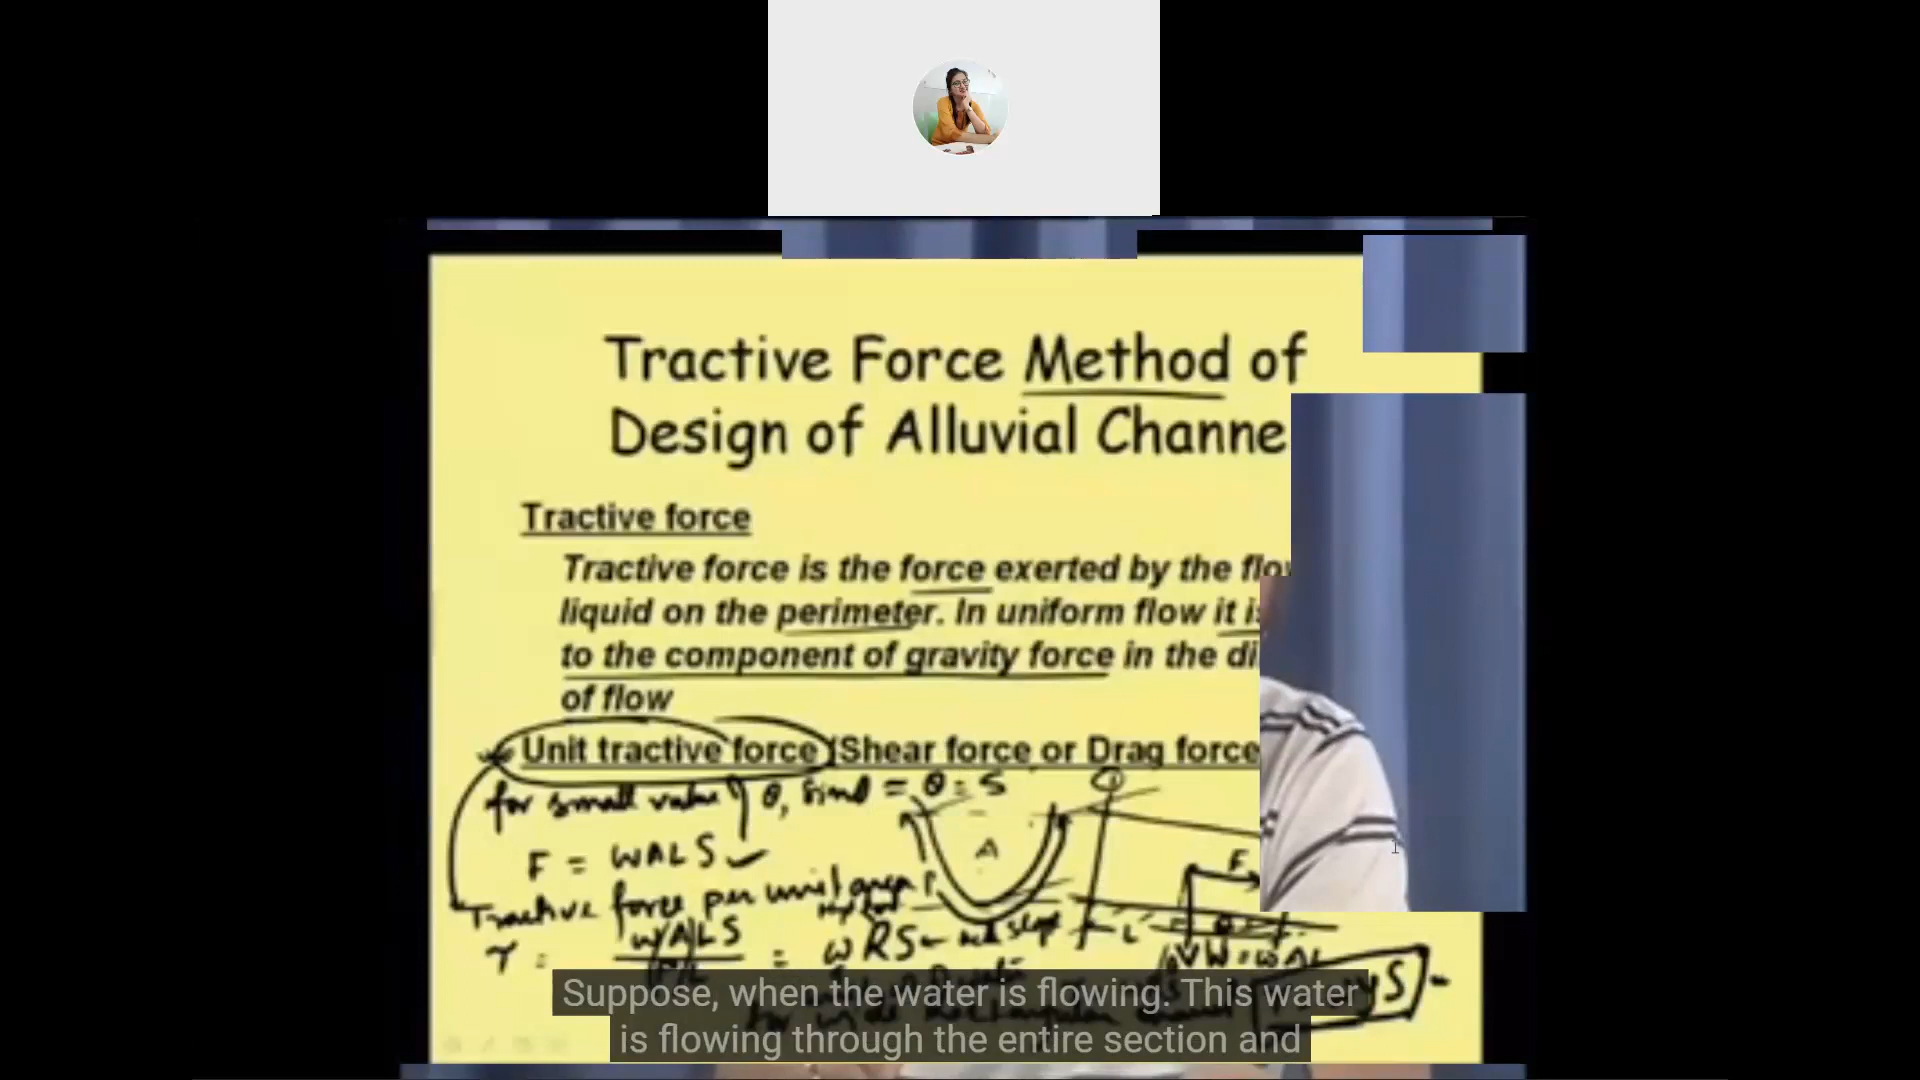 Tractive Force Method of
Design of Alluvial Channe
Tractive force
Tractive force is the force exerted by the flo
liquid on the perimeter. In uniform flow it is
to the component of gravity force in the di
of flow
Unit tractive force (Shear force or Drag force
for small value of θ, sinθ = θ = S
A
F = WALS
F
Tractive force per unit area
τ = wALS = wRS
L
W = wAL
yS
Suppose, when the water is flowing. This water
is flowing through the entire section and